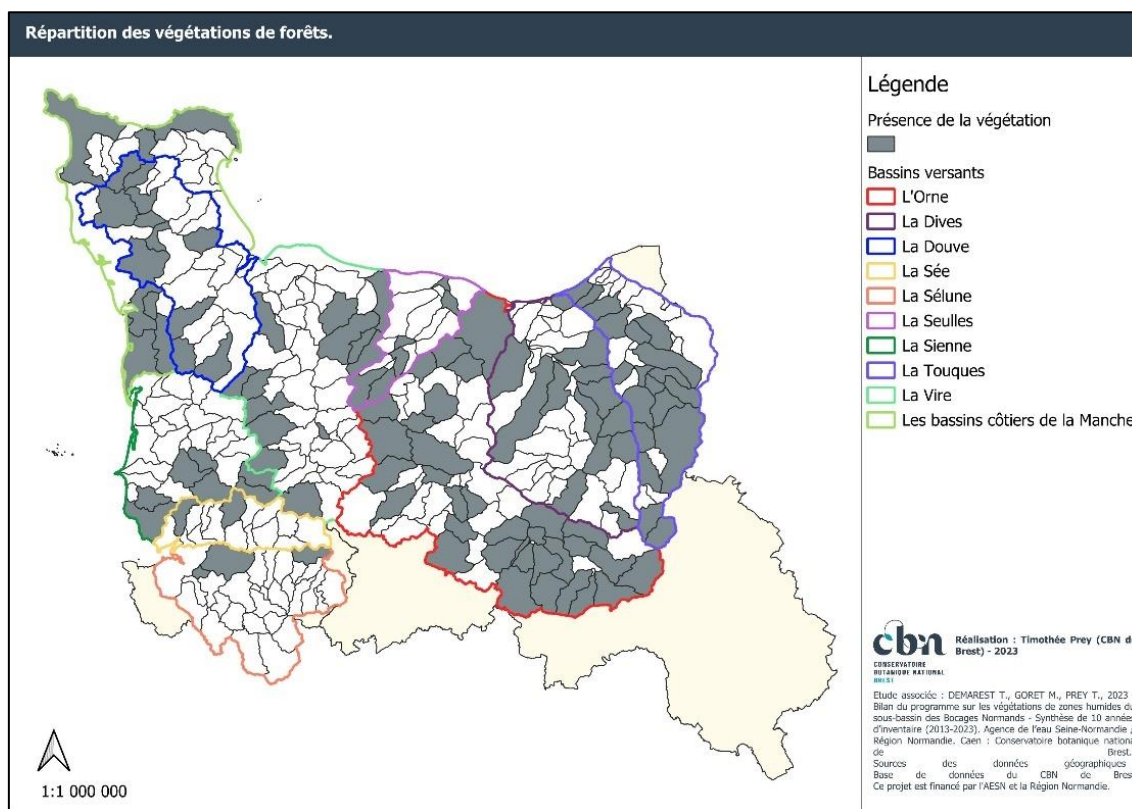 Répartition des végétations de forêts.
Légende
Présence de la végétation
Bassins versants
L'Orne
La Dives
La Douve
La Sée
La Sélune
La Seulles
La Sienne
La Touques
La Vire
Les bassins côtiers de la Manche
1:1 000 000
cbn
CONSERVATOIRE
BOTANIQUE NATIONAL
BREST
Réalisation : Timothée Prey (CBN de
Brest) - 2023
Etude associée : DEMAREST T., GORET M., PREY T., 2023
Bilan du programme sur les végétations de zones humides du
sous-bassin des Bocages Normands - Synthèse de 10 années
d'inventaire (2013-2023). Agence de l'eau Seine-Normandie
Région Normandie. Caen : Conservatoire botanique nationa
de Brest.
Sources des données géographiques
Base de données du CBN de Bres
Ce projet est financé par l'AESN et la Région Normandie.